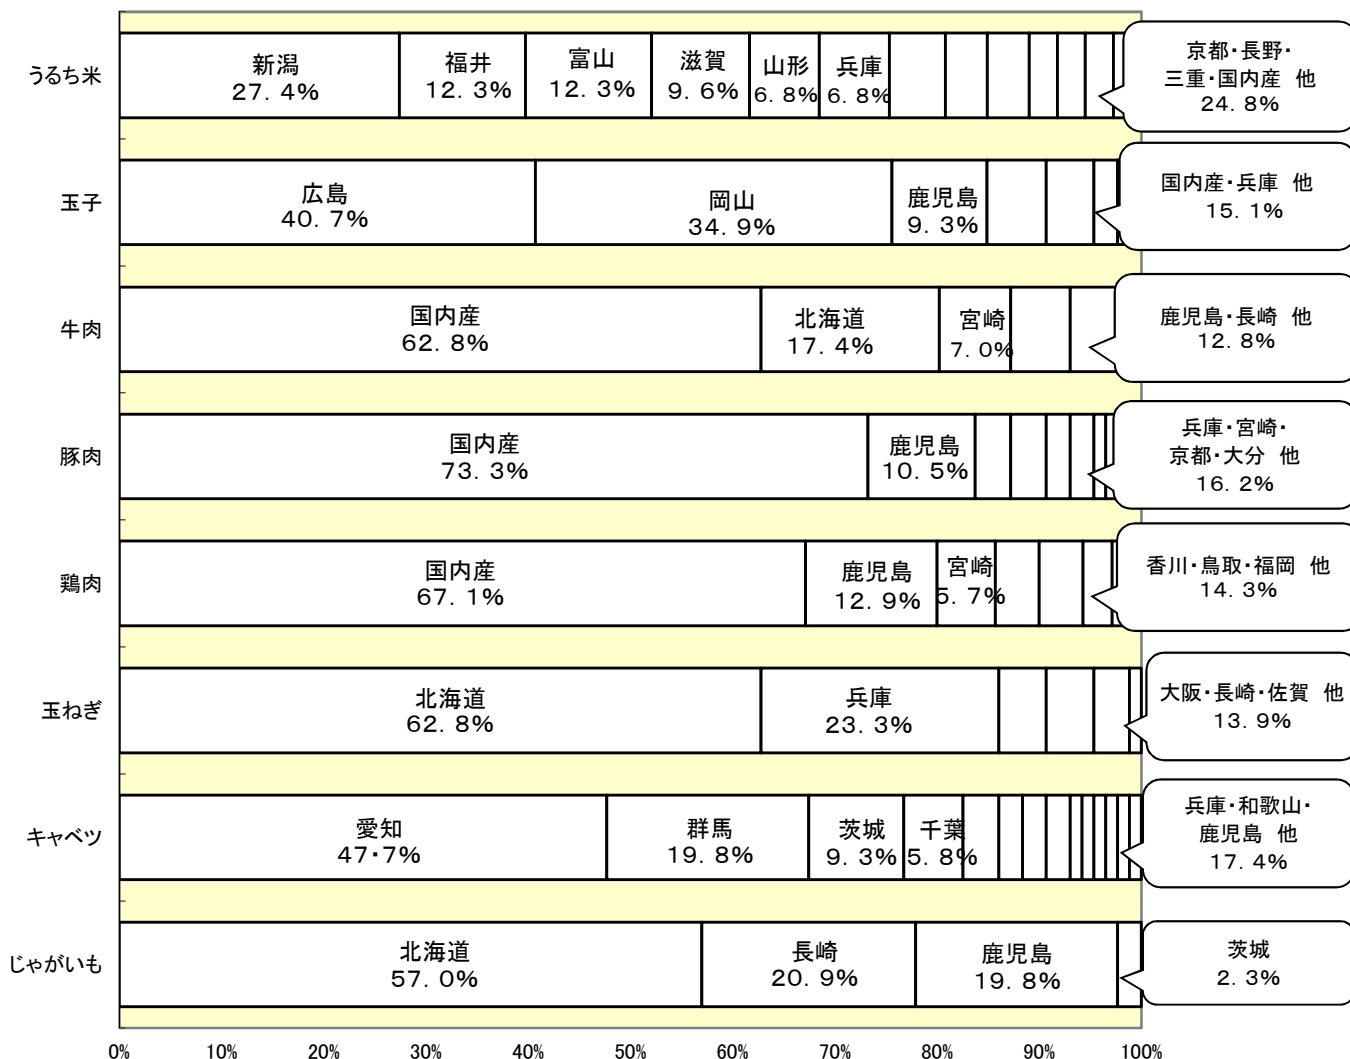 うるち米
新潟
27.4%
福井
12.3%
富山
12.3%
滋賀
9.6%
山形
6.8%
兵庫
6.8%
京都・長野・
三重・国内産 他
24.8%
玉子
広島
40.7%
岡山
34.9%
鹿児島
9.3%
国内産・兵庫 他
15.1%
牛肉
国内産
62.8%
北海道
17.4%
宮崎
7.0%
鹿児島・長崎 他
12.8%
豚肉
国内産
73.3%
鹿児島
10.5%
兵庫・宮崎・
京都・大分 他
16.2%
鶏肉
国内産
67.1%
鹿児島
12.9%
宮崎
5.7%
香川・鳥取・福岡 他
14.3%
玉ねぎ
北海道
62.8%
兵庫
23.3%
大阪・長崎・佐賀 他
13.9%
キャベツ
愛知
47・7%
群馬
19.8%
茨城
9.3%
千葉
5.8%
兵庫・和歌山・
鹿児島 他
17.4%
じゃがいも
北海道
57.0%
長崎
20.9%
鹿児島
19.8%
茨城
2.3%
0% 10% 20% 30% 40% 50% 60% 70% 80% 90% 100%